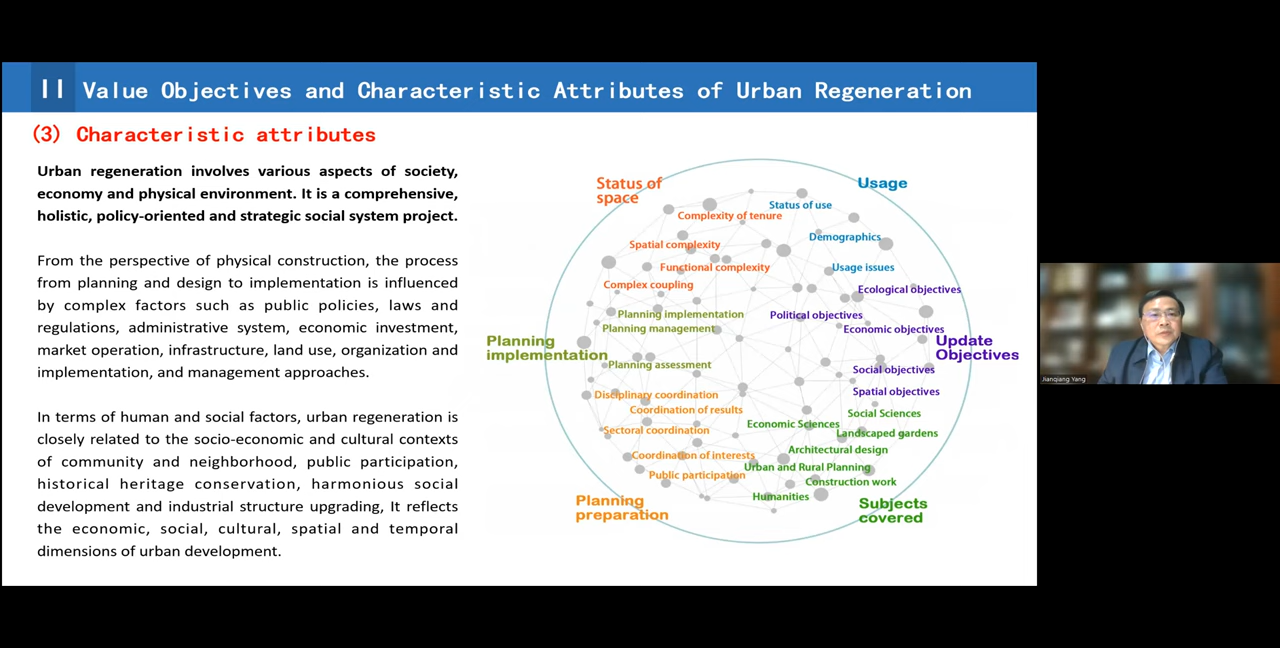 II Value Objectives and Characteristic Attributes of Urban Regeneration
(3) Characteristic attributes
Urban regeneration involves various aspects of society,
economy and physical environment. It is a comprehensive,
holistic, policy-oriented and strategic social system project.
From the perspective of physical construction, the process
from planning and design to implementation is influenced
by complex factors such as public policies, laws and
regulations, administrative system, economic investment,
market operation, infrastructure, land use, organization and
implementation, and management approaches.
In terms of human and social factors, urban regeneration is
closely related to the socio-economic and cultural contexts
of community and neighborhood, public participation,
historical heritage conservation, harmonious social
development and industrial structure upgrading, It reflects
the economic, social, cultural, spatial and temporal
dimensions of urban development.
Status of
space
Complexity of tenure
Spatial complexity
Functional complexity
Complex coupling
Usage
Status of use
Demographics
Usage issues
Planning
implementation
Planning implementation
Planning management
Planning assessment
Update
Objectives
Ecological objectives
Political objectives
Economic objectives
Social objectives
Spatial objectives
Planning
preparation
Disciplinary coordination
Coordination of results
Sectoral coordination
Coordination of interests
Public participation
Subjects
covered
Social Sciences
Economic Sciences
Landscaped gardens
Architectural design
Urban and Rural Planning
Construction work
Humanities
Jianqiang Yang